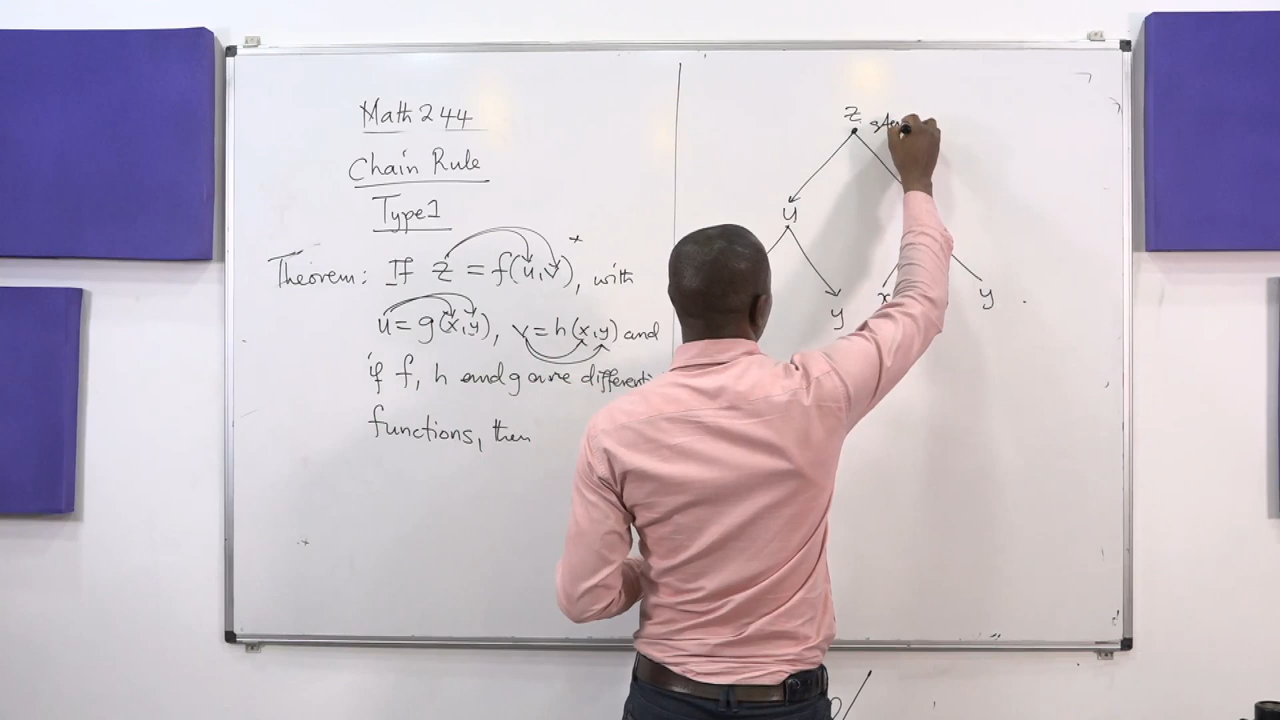 Math 244
Chain Rule
Type 1
Theorem: If z = f(u, v), with
u = g(x, y), v = h(x, y) and
if f, h and g are differenti
functions, then
z
u
y
x
y